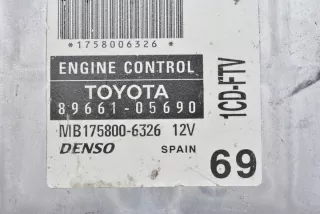 *1758006326*
ENGINE CONTROL
TOYOTA
89661-05690
MB175800-6326 12V
DENSO SPAIN
69
1CD-FTV